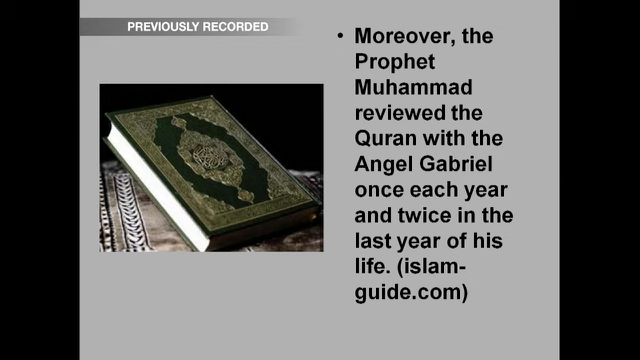 PREVIOUSLY RECORDED
• Moreover, the
Prophet
Muhammad
reviewed the
Quran with the
Angel Gabriel
once each year
and twice in the
last year of his
life. (islam-
guide.com)